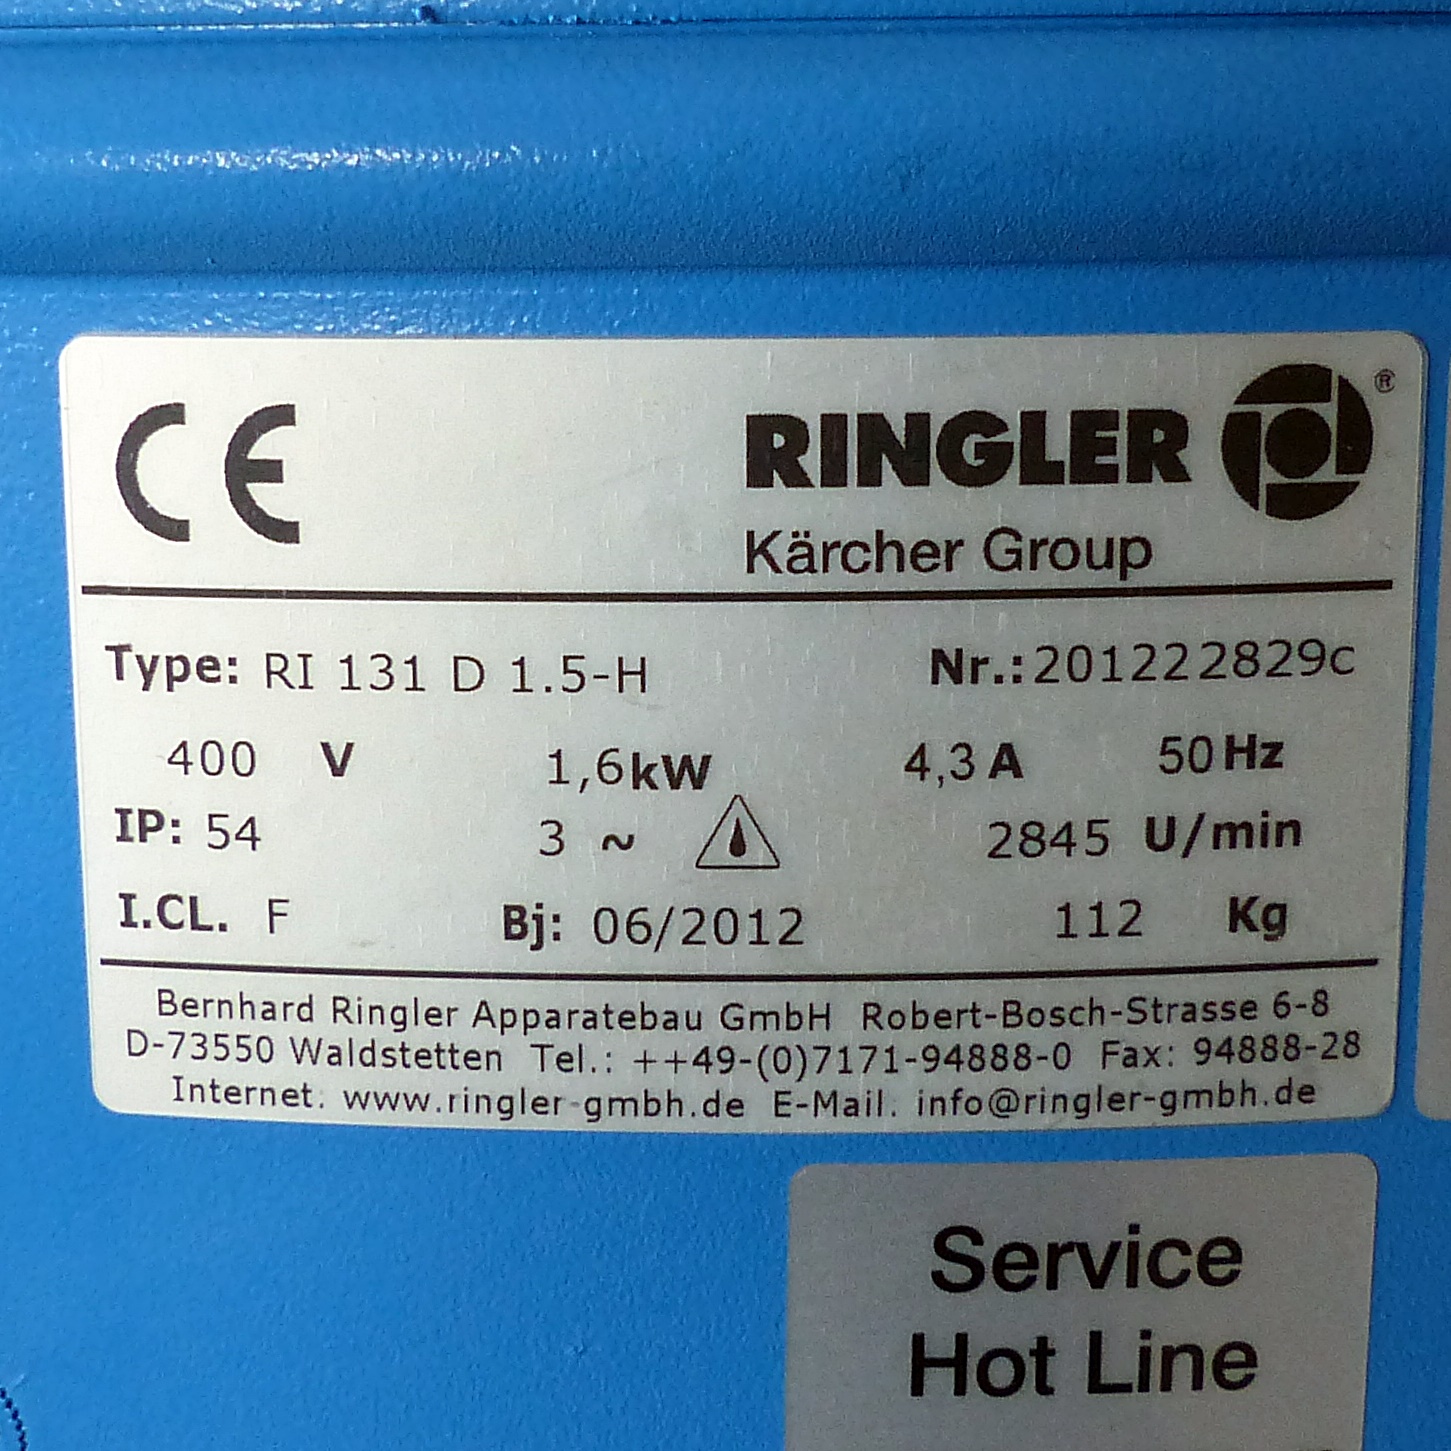 CE
RINGLER ®
Kärcher Group
Type: RI 131 D 1.5-H Nr.:201222829c
400 V 1,6kW 4,3 A 50 Hz
IP: 54 3 ~ 2845 U/min
I.CL. F Bj: 06/2012 112 Kg
Bernhard Ringler Apparatebau GmbH Robert-Bosch-Strasse 6-8
D-73550 Waldstetten Tel.: ++49-(0)7171-94888-0 Fax: 94888-28
Internet: www.ringler-gmbh.de E-Mail. info@ringler-gmbh.de
Service
Hot Line